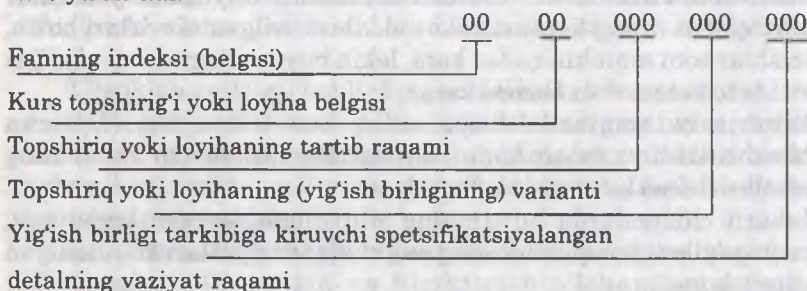 00 00 000 000 000
Fanning indeksi (belgisi)
Kurs topshirig'i yoki loyiha belgisi
Topshiriq yoki loyihaning tartib raqami
Topshiriq yoki loyihaning (yig'ish birligining) varianti
Yig'ish birligi tarkibiga kiruvchi spetsifikatsiyalangan
detalning vaziyat raqami